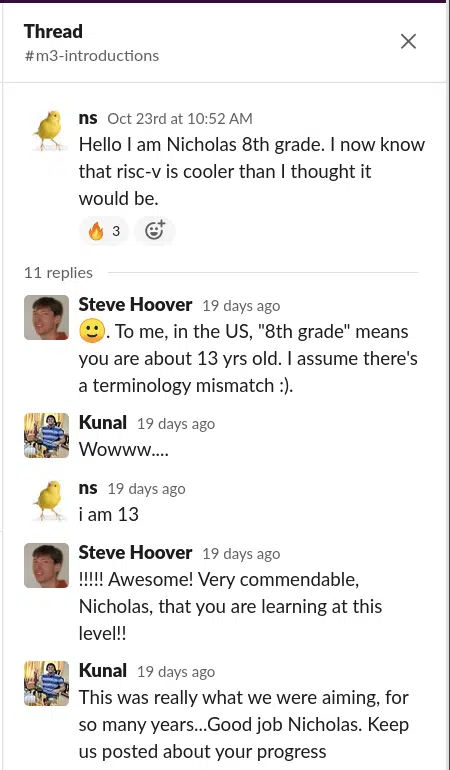 Thread
#m3-introductions
ns Oct 23rd at 10:52 AM
Hello I am Nicholas 8th grade. I now know
that risc-v is cooler than I thought it
would be.
🔥 3
11 replies
Steve Hoover 19 days ago
🙂. To me, in the US, "8th grade" means
you are about 13 yrs old. I assume there's
a terminology mismatch :).
Kunal 19 days ago
Wowww....
ns 19 days ago
i am 13
Steve Hoover 19 days ago
!!!!! Awesome! Very commendable,
Nicholas, that you are learning at this
level!!
Kunal 19 days ago
This was really what we were aiming, for
so many years...Good job Nicholas. Keep
us posted about your progress